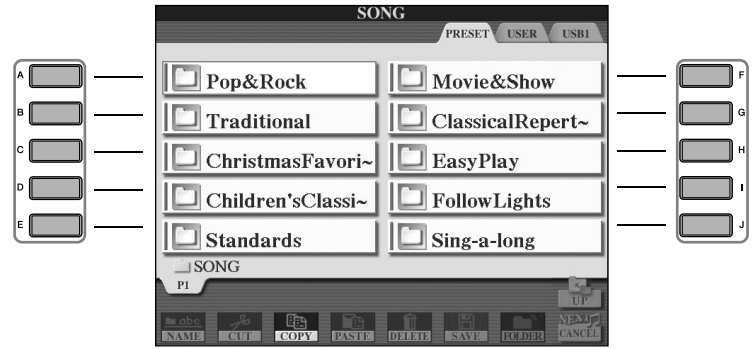 SONG
PRESET USER USB1
A Pop&Rock Movie&Show F
B Traditional ClassicalRepert~ G
C ChristmasFavori~ EasyPlay H
D Children'sClassi~ FollowLights I
E Standards Sing-a-long J
SONG
P1
UP
abc NEXT
NAME CUT COPY PASTE DELETE SAVE FOLDER CANCEL